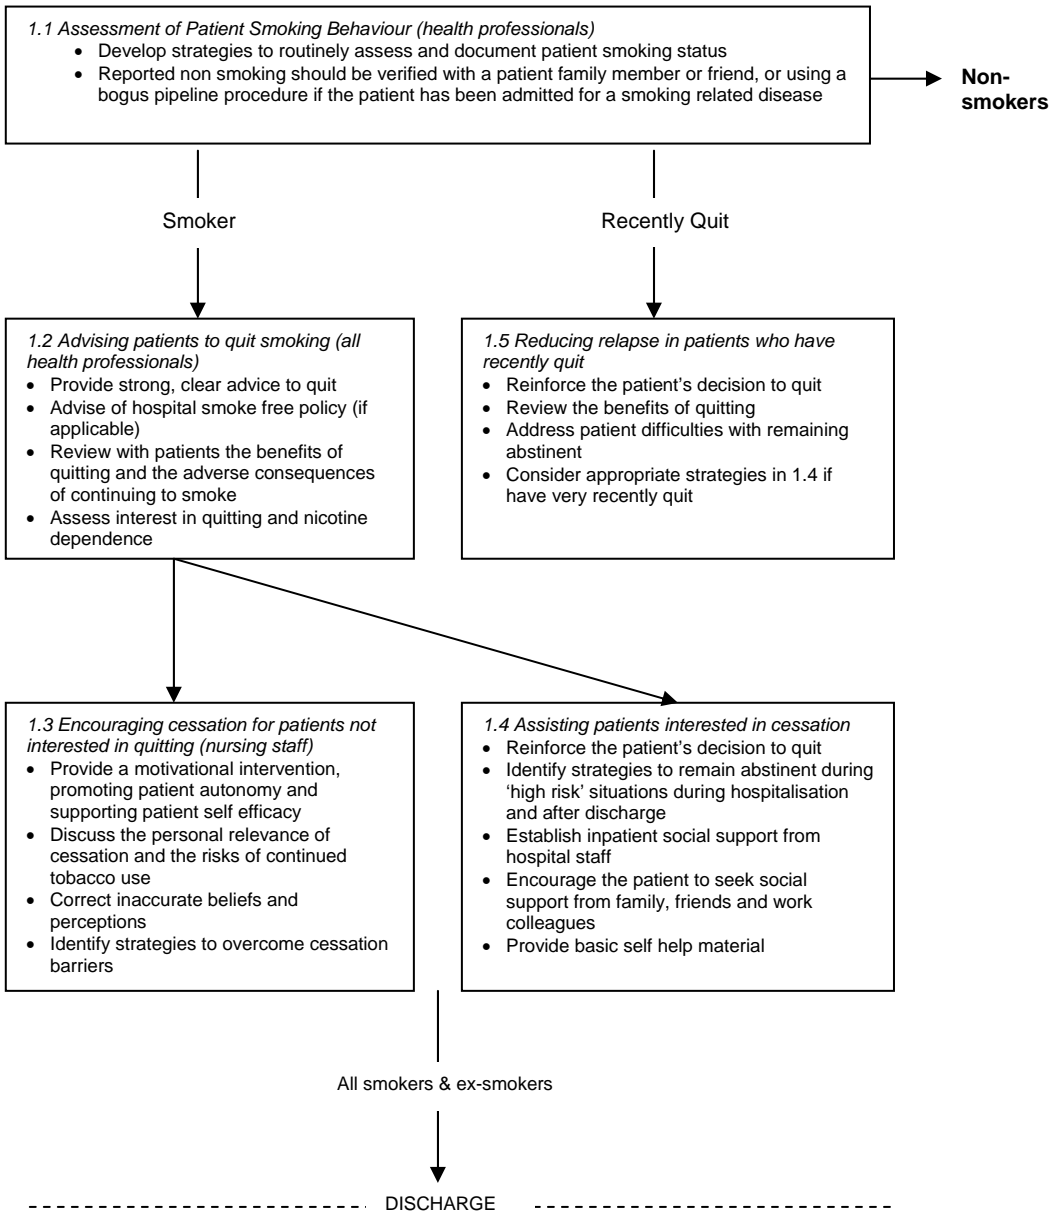 1.1 Assessment of Patient Smoking Behaviour (health professionals)
• Develop strategies to routinely assess and document patient smoking status
• Reported non smoking should be verified with a patient family member or friend, or using a
bogus pipeline procedure if the patient has been admitted for a smoking related disease
Non-
smokers
Smoker
Recently Quit
1.2 Advising patients to quit smoking (all
health professionals)
• Provide strong, clear advice to quit
• Advise of hospital smoke free policy (if
applicable)
• Review with patients the benefits of
quitting and the adverse consequences
of continuing to smoke
• Assess interest in quitting and nicotine
dependence
1.5 Reducing relapse in patients who have
recently quit
• Reinforce the patient’s decision to quit
• Review the benefits of quitting
• Address patient difficulties with remaining
abstinent
• Consider appropriate strategies in 1.4 if
have very recently quit
1.3 Encouraging cessation for patients not
interested in quitting (nursing staff)
• Provide a motivational intervention,
promoting patient autonomy and
supporting patient self efficacy
• Discuss the personal relevance of
cessation and the risks of continued
tobacco use
• Correct inaccurate beliefs and
perceptions
• Identify strategies to overcome cessation
barriers
1.4 Assisting patients interested in cessation
• Reinforce the patient’s decision to quit
• Identify strategies to remain abstinent during
‘high risk’ situations during hospitalisation
and after discharge
• Establish inpatient social support from
hospital staff
• Encourage the patient to seek social
support from family, friends and work
colleagues
• Provide basic self help material
All smokers & ex-smokers
DISCHARGE